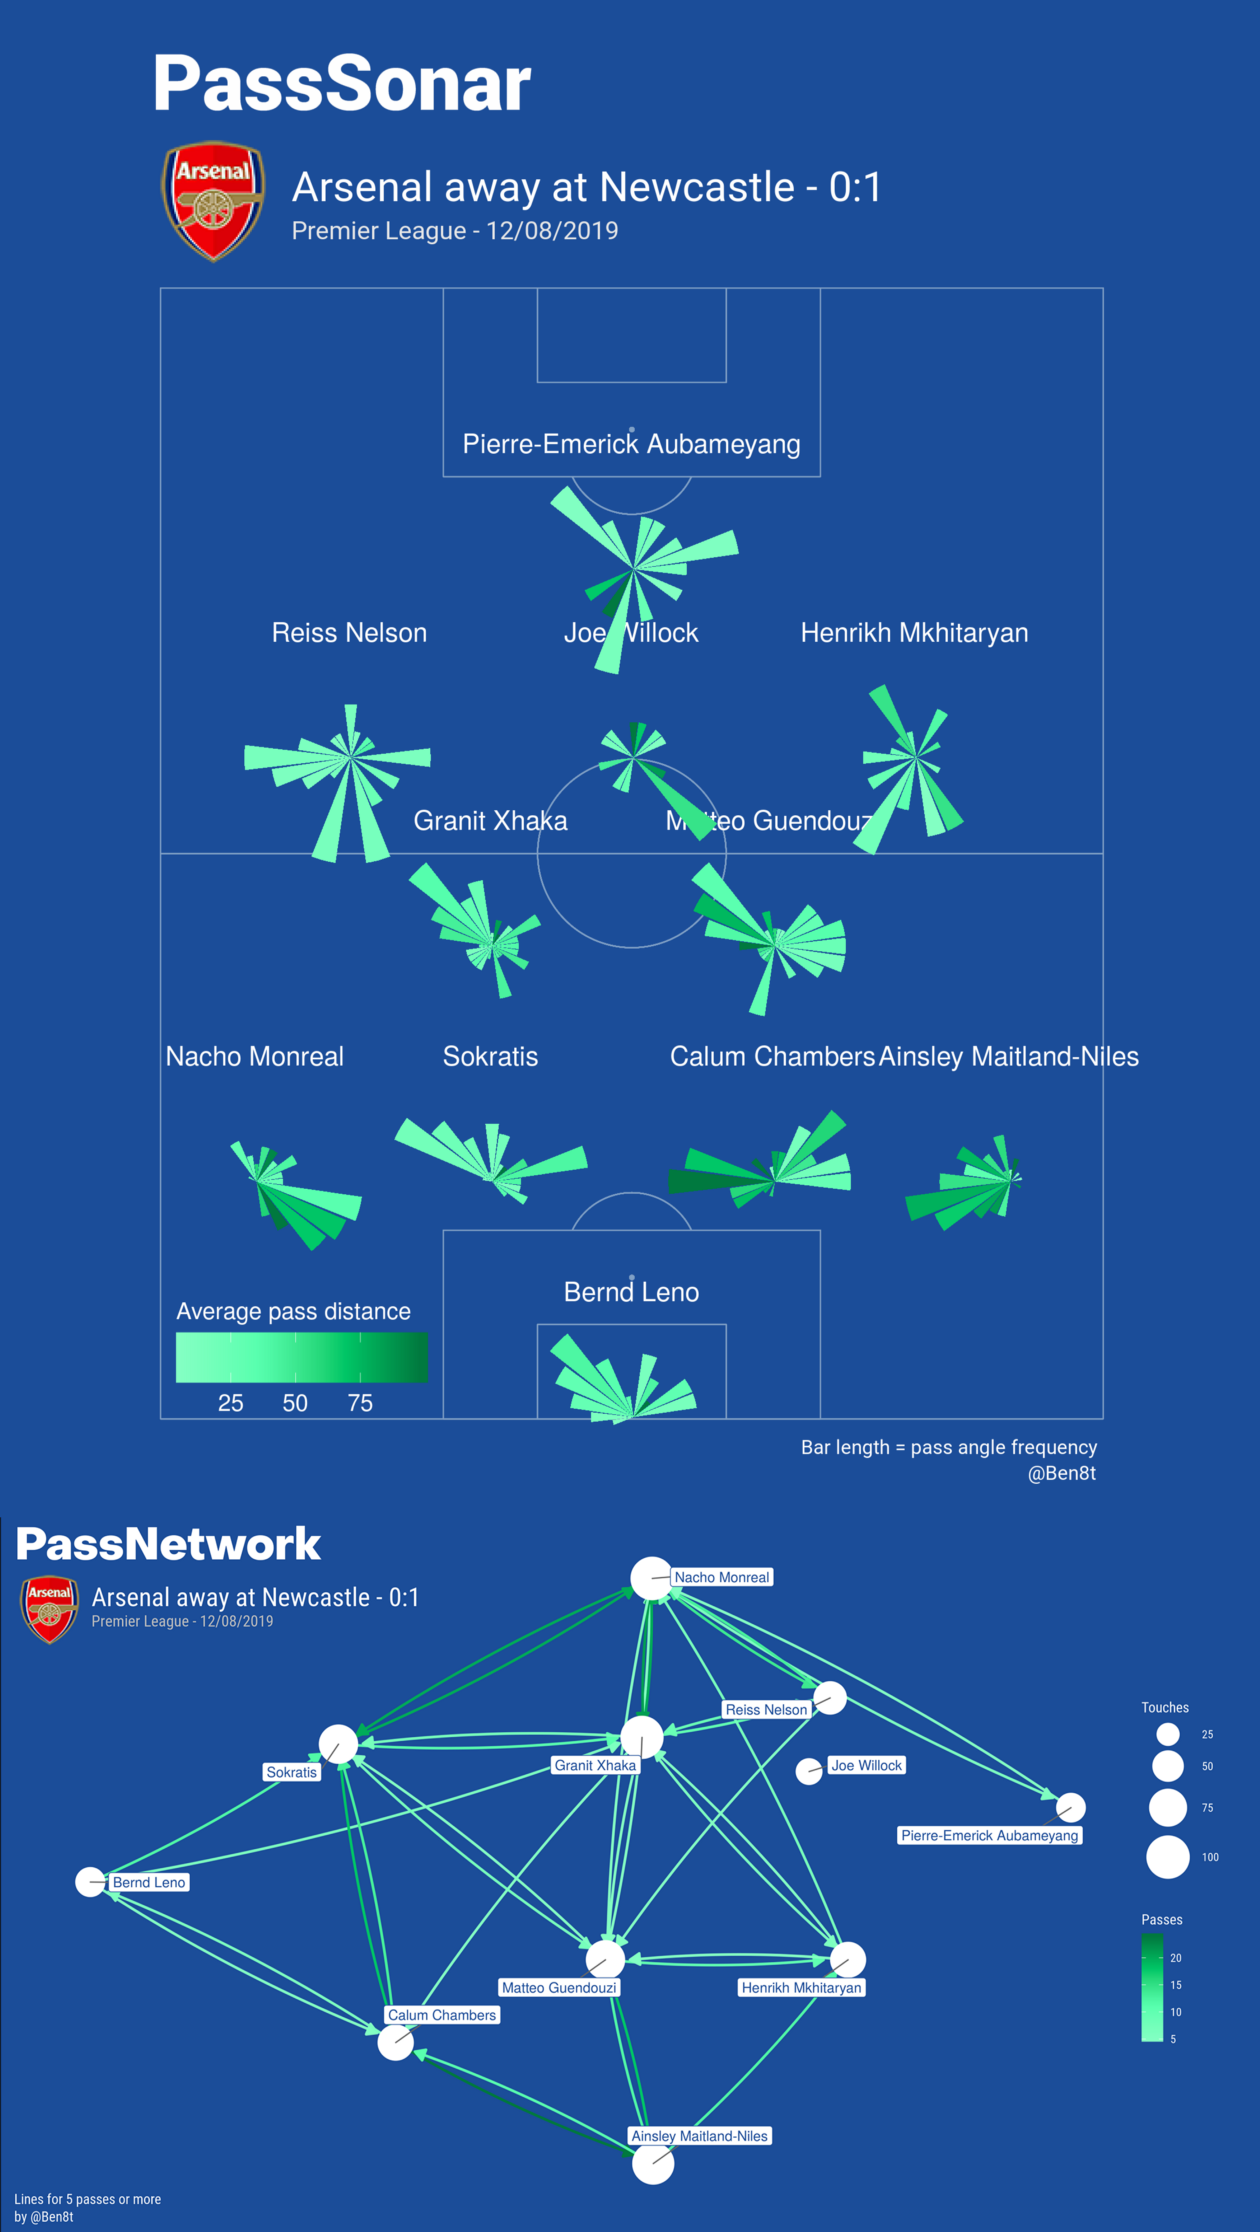 PassSonar
Arsenal
Arsenal away at Newcastle - 0:1
Premier League - 12/08/2019
Pierre-Emerick Aubameyang
Reiss Nelson
Joe Willock
Henrikh Mkhitaryan
Granit Xhaka
Matteo Guendouzi
Nacho Monreal
Sokratis
Calum Chambers
Ainsley Maitland-Niles
Bernd Leno
Average pass distance
25 50 75
Bar length = pass angle frequency
@Ben8t
PassNetwork
Arsenal
Arsenal away at Newcastle - 0:1
Premier League - 12/08/2019
Nacho Monreal
Reiss Nelson
Granit Xhaka
Joe Willock
Sokratis
Pierre-Emerick Aubameyang
Bernd Leno
Matteo Guendouzi
Henrikh Mkhitaryan
Calum Chambers
Ainsley Maitland-Niles
Touches
25
50
75
100
Passes
20
15
10
5
Lines for 5 passes or more
by @Ben8t